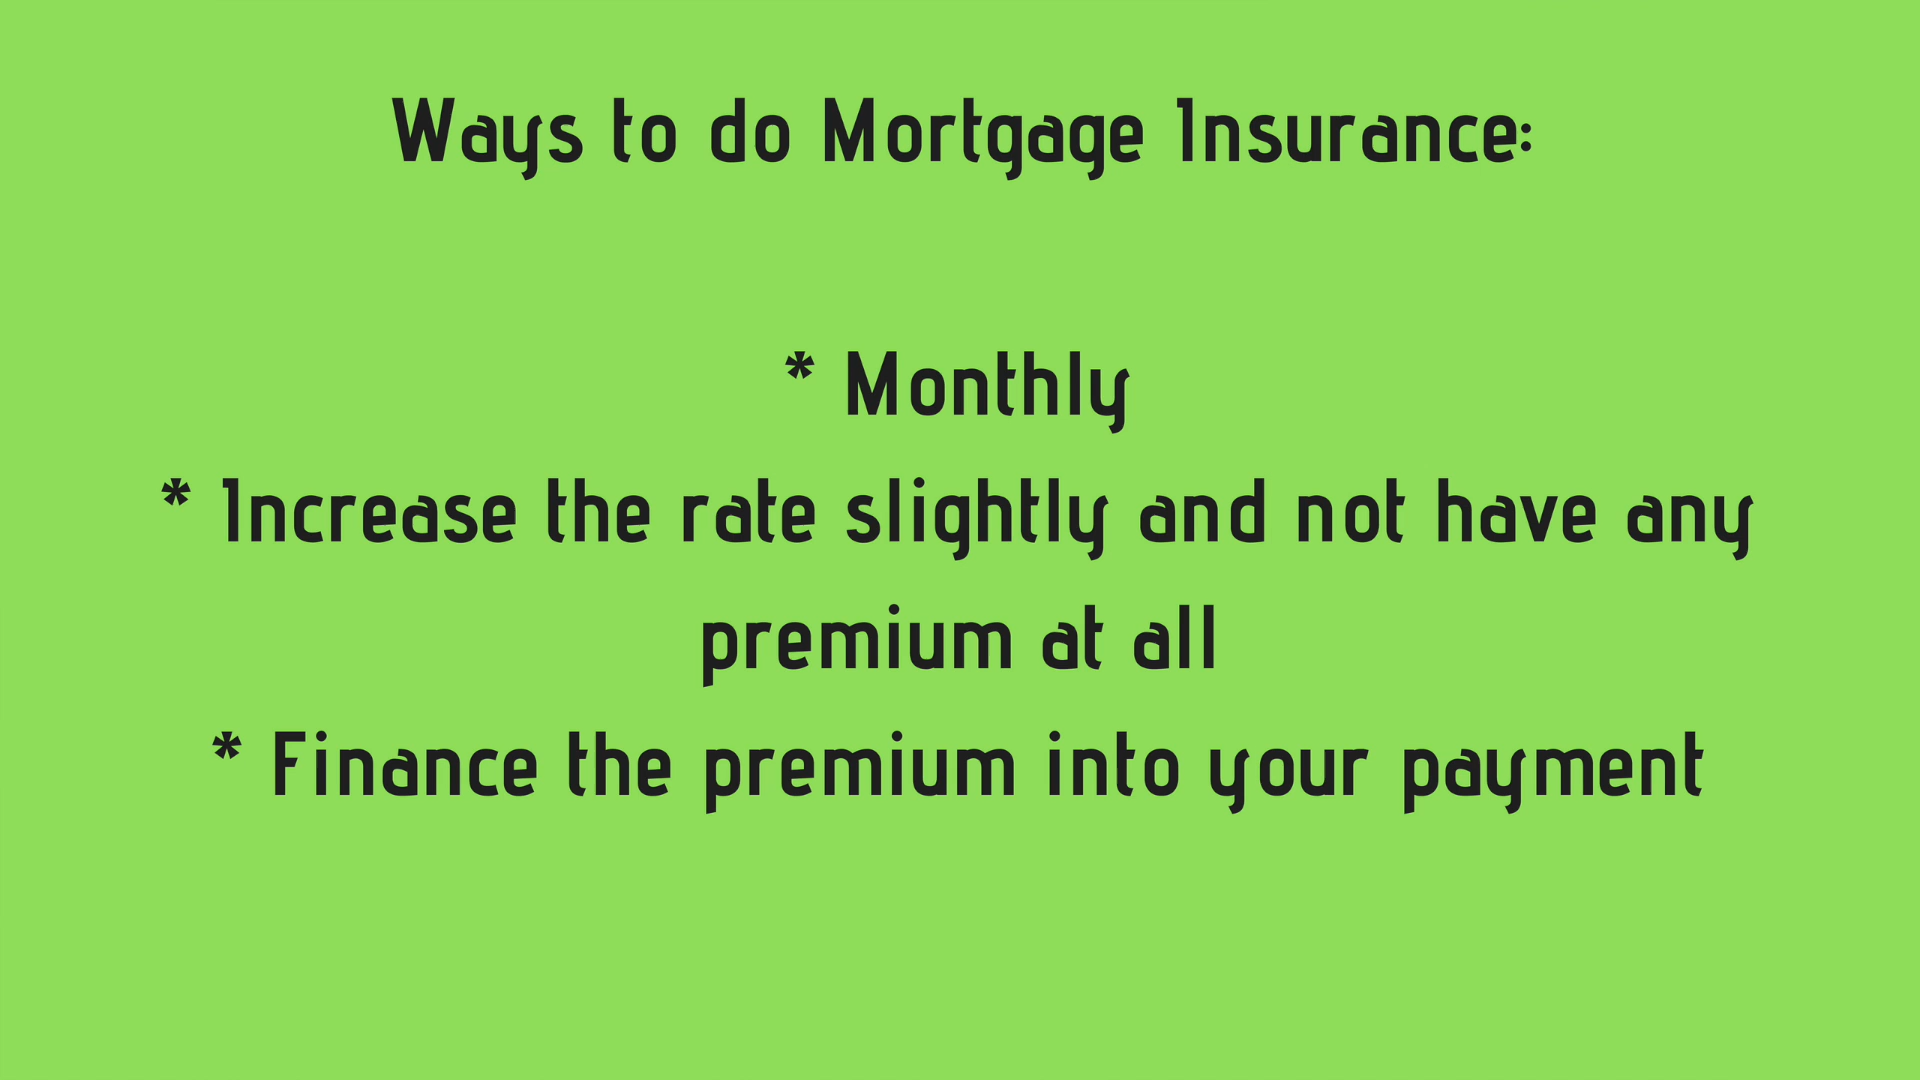 Ways to do Mortgage Insurance:
* Monthly
* Increase the rate slightly and not have any
premium at all
* Finance the premium into your payment